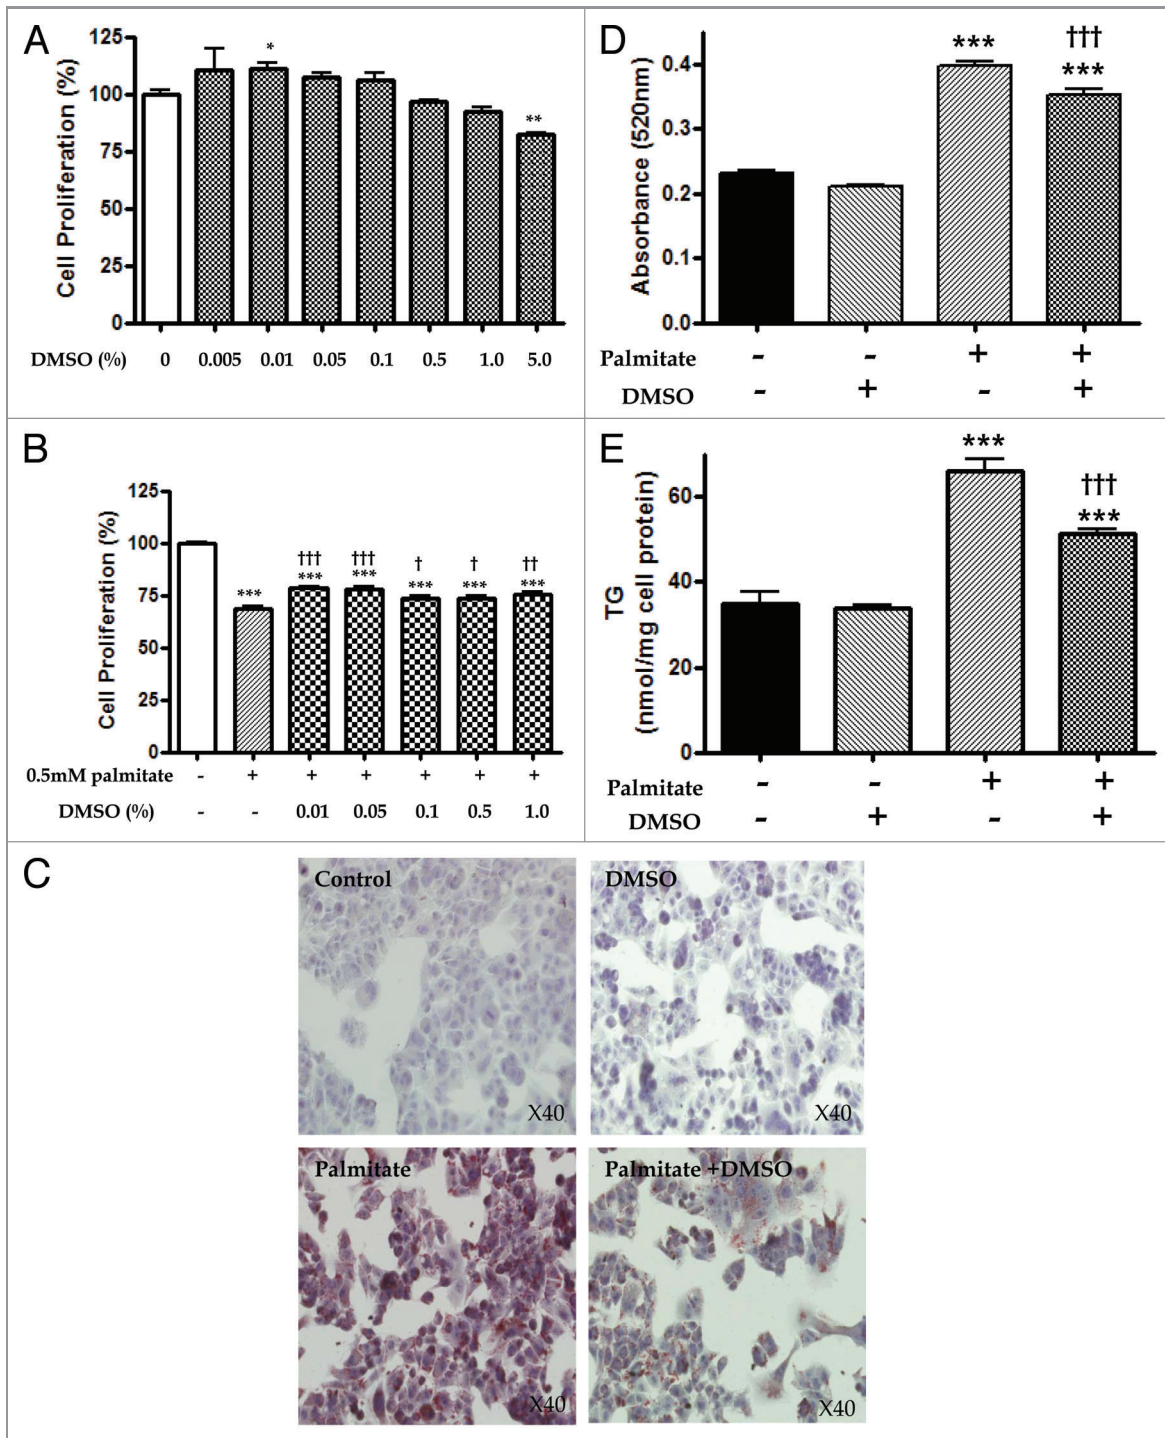 A
Cell Proliferation (%)
125
100
75
50
25
0
*
**
DMSO (%) 0 0.005 0.01 0.05 0.1 0.5 1.0 5.0
D
Absorbance (520nm)
0.4
0.3
0.2
0.1
0.0
***
†††
***
Palmitate - - + +
DMSO - + - +
B
Cell Proliferation (%)
125
100
75
50
25
0
***
††† ††† † † ††
*** *** *** *** ***
0.5mM palmitate - + + + + + +
DMSO (%) - - 0.01 0.05 0.1 0.5 1.0
E
TG
(nmol/mg cell protein)
60
40
20
0
***
†††
***
Palmitate - - + +
DMSO - + - +
C
Control
X40
DMSO
X40
Palmitate
X40
Palmitate +DMSO
X40